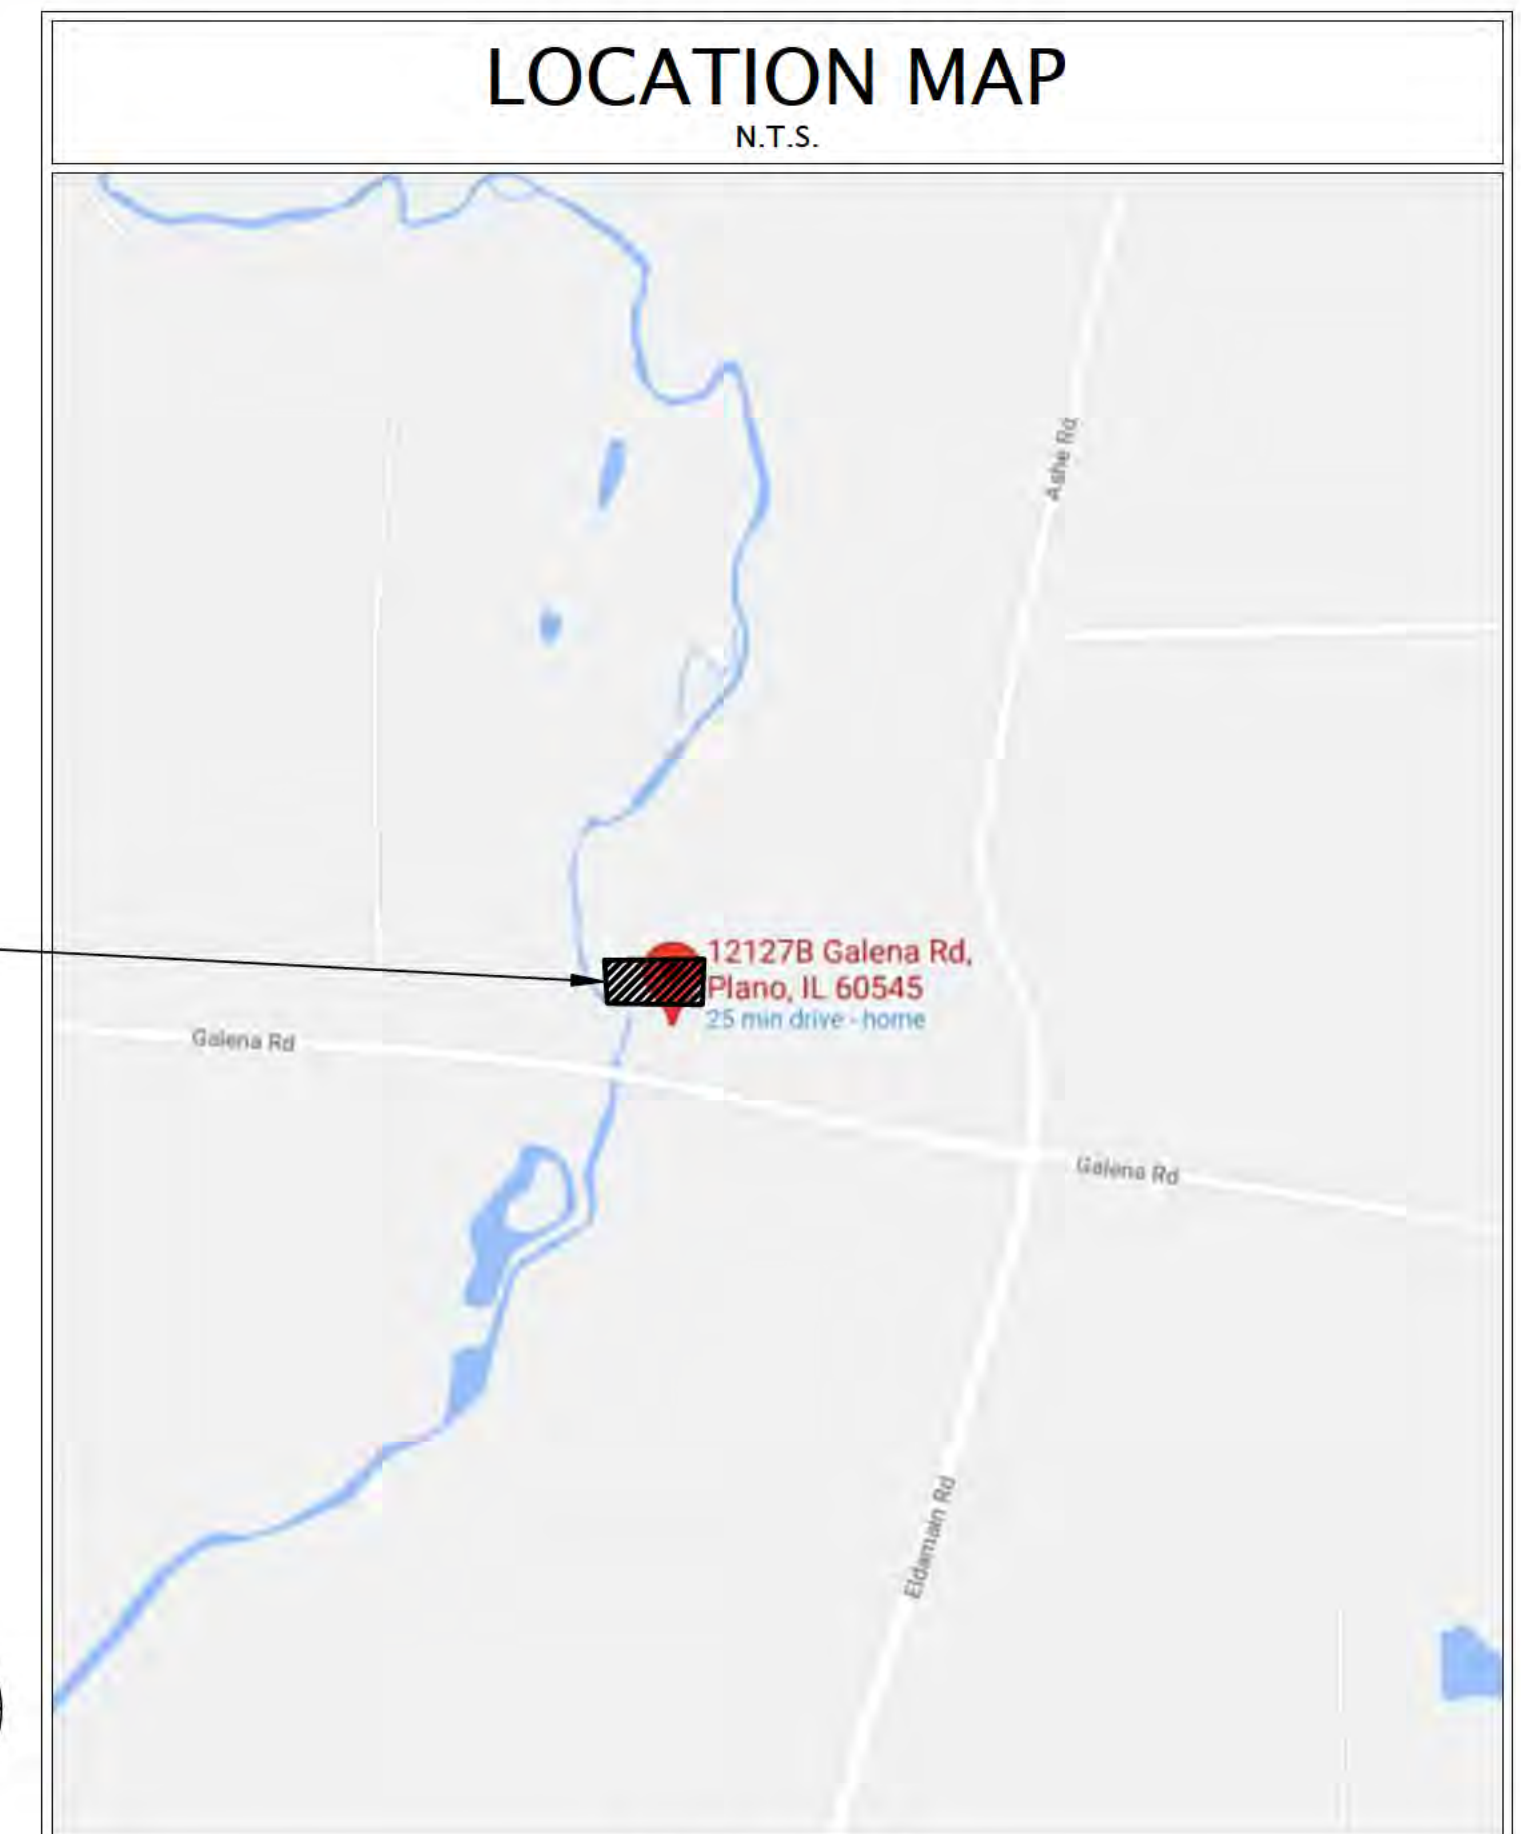 LOCATION MAP
N.T.S.
Ashe Rd
12127B Galena Rd,
Plano, IL 60545
25 min drive - home
Galena Rd
Galena Rd
Eldamain Rd